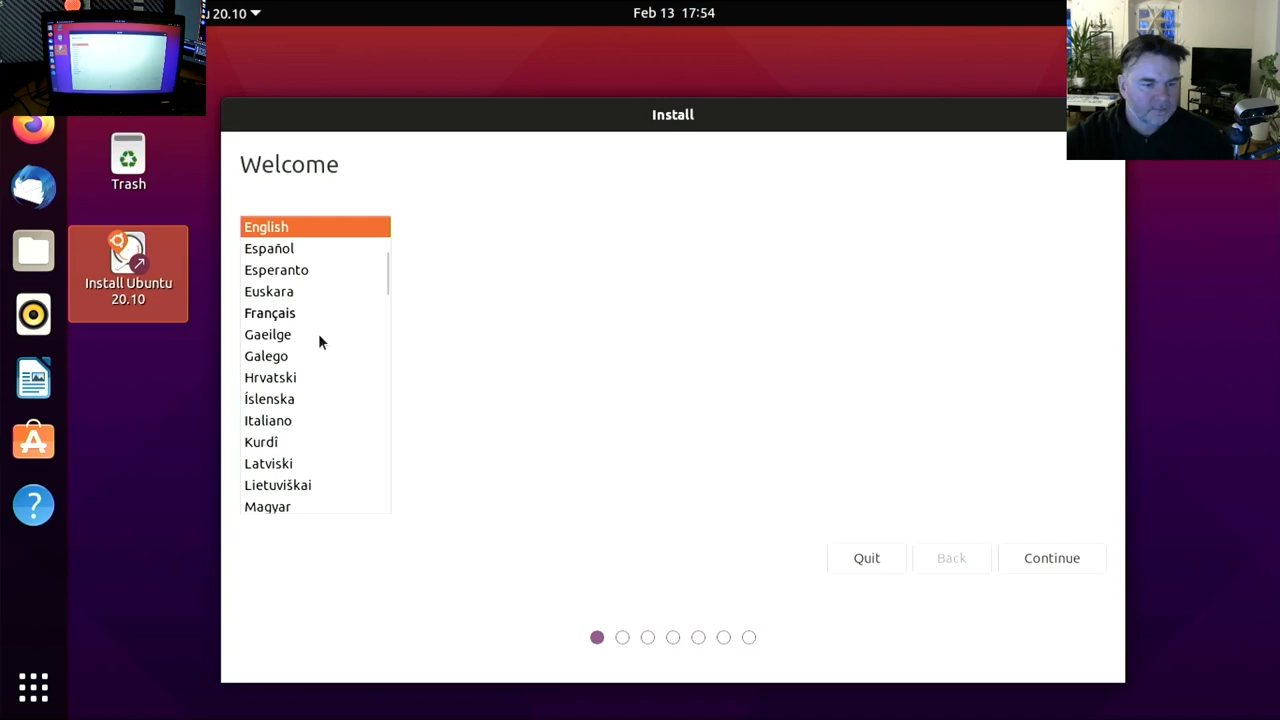 20.10
Feb 13 17:54
Install
Trash
Install Ubuntu
20.10
Welcome
English
Español
Esperanto
Euskara
Français
Gaeilge
Galego
Hrvatski
Íslenska
Italiano
Kurdî
Latviski
Lietuviškai
Magyar
Quit
Back
Continue